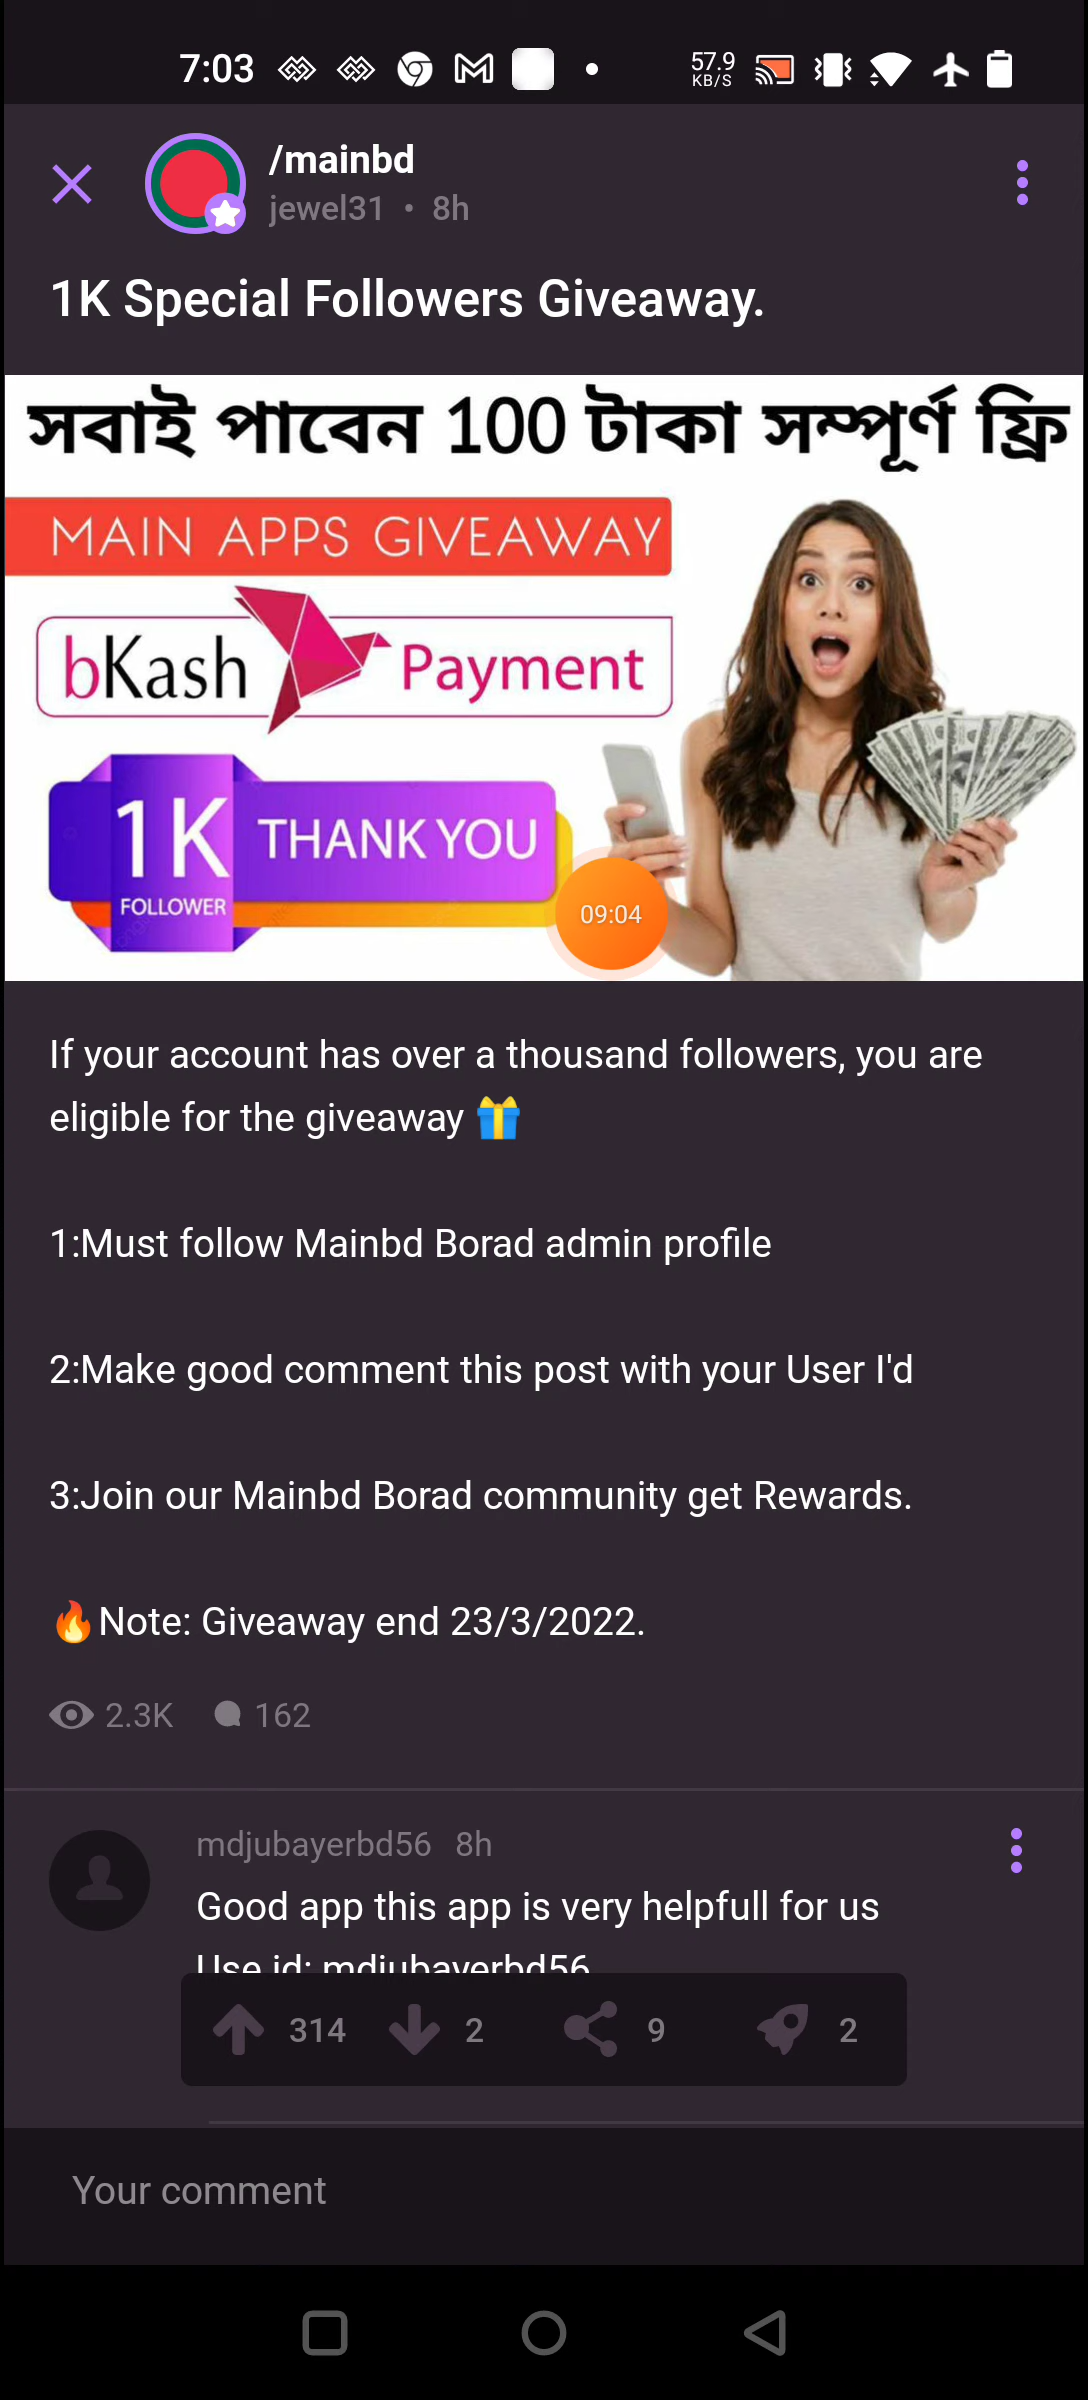 7:03
57.9
KB/S
/mainbd
jewel31 • 8h
1K Special Followers Giveaway.
সবাই পাবেন 100 টাকা সম্পূর্ণ ফ্রি
MAIN APPS GIVEAWAY
bKash Payment
1K THANK YOU
FOLLOWER
09:04
If your account has over a thousand followers, you are
eligible for the giveaway 🎁
1:Must follow Mainbd Borad admin profile
2:Make good comment this post with your User I'd
3:Join our Mainbd Borad community get Rewards.
🔥Note: Giveaway end 23/3/2022.
2.3K 162
mdjubayerbd56 8h
Good app this app is very helpfull for us
Use id: mdjubayerbd56
314 2 9 2
Your comment